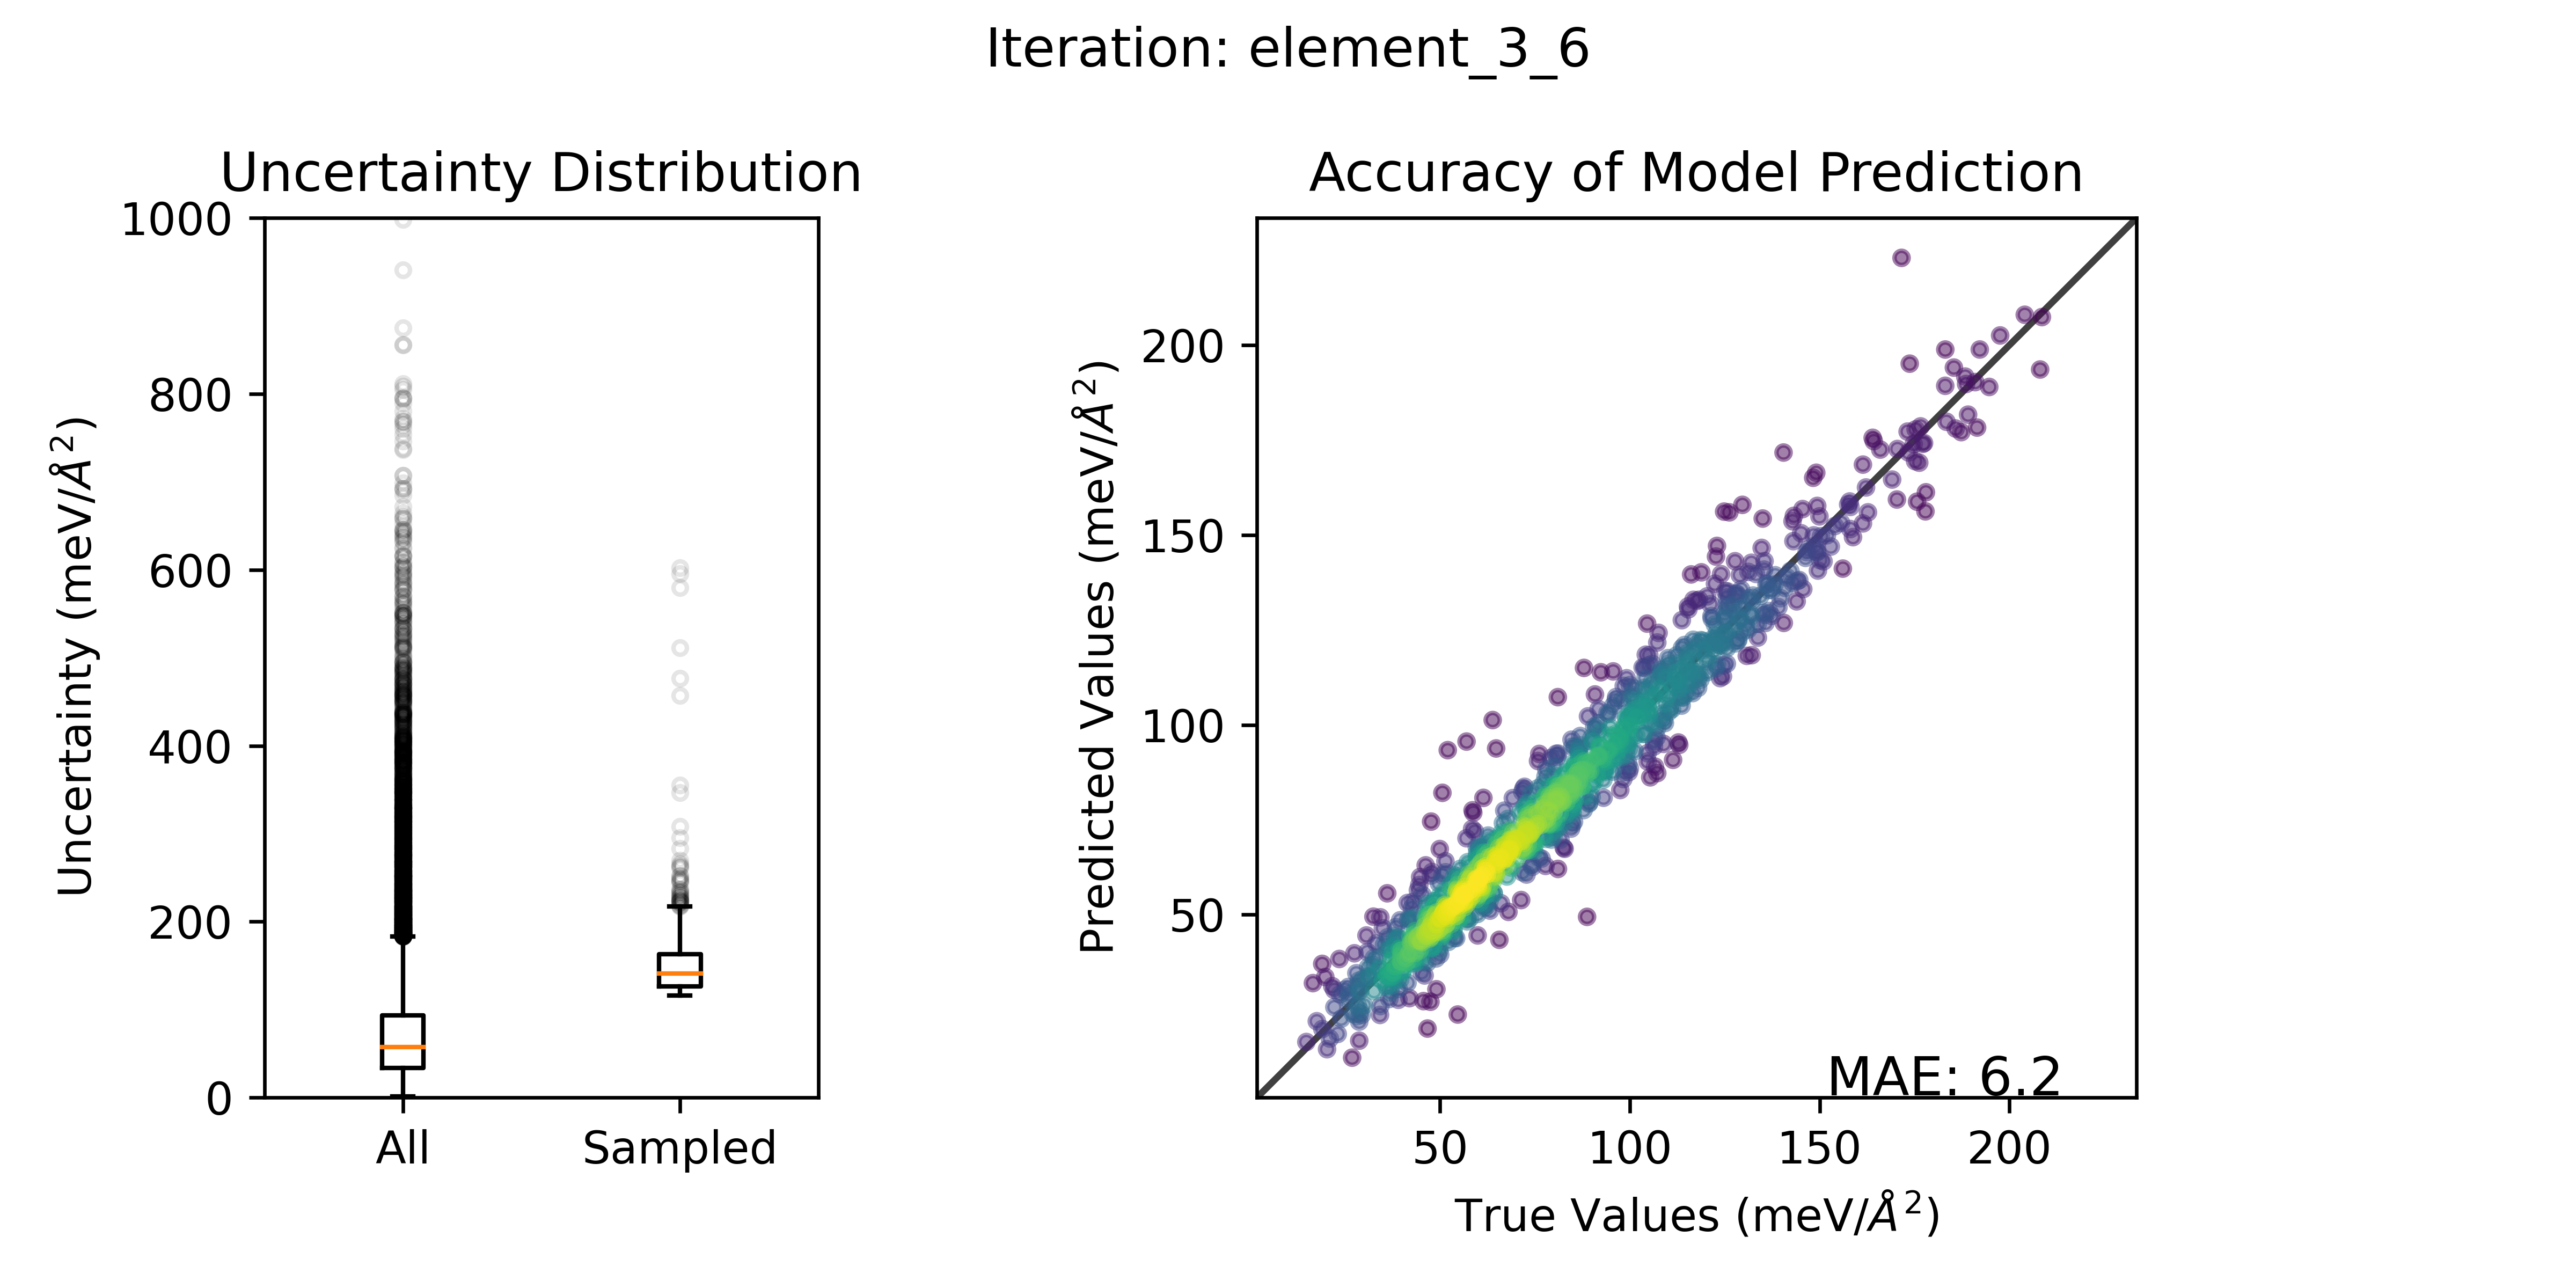 Iteration: element_3_6
Uncertainty Distribution
Uncertainty (meV/Å²)
1000
800
600
400
200
0
All
Sampled
Accuracy of Model Prediction
Predicted Values (meV/Å²)
200
150
100
50
MAE: 6.2
50
100
150
200
True Values (meV/Å²)